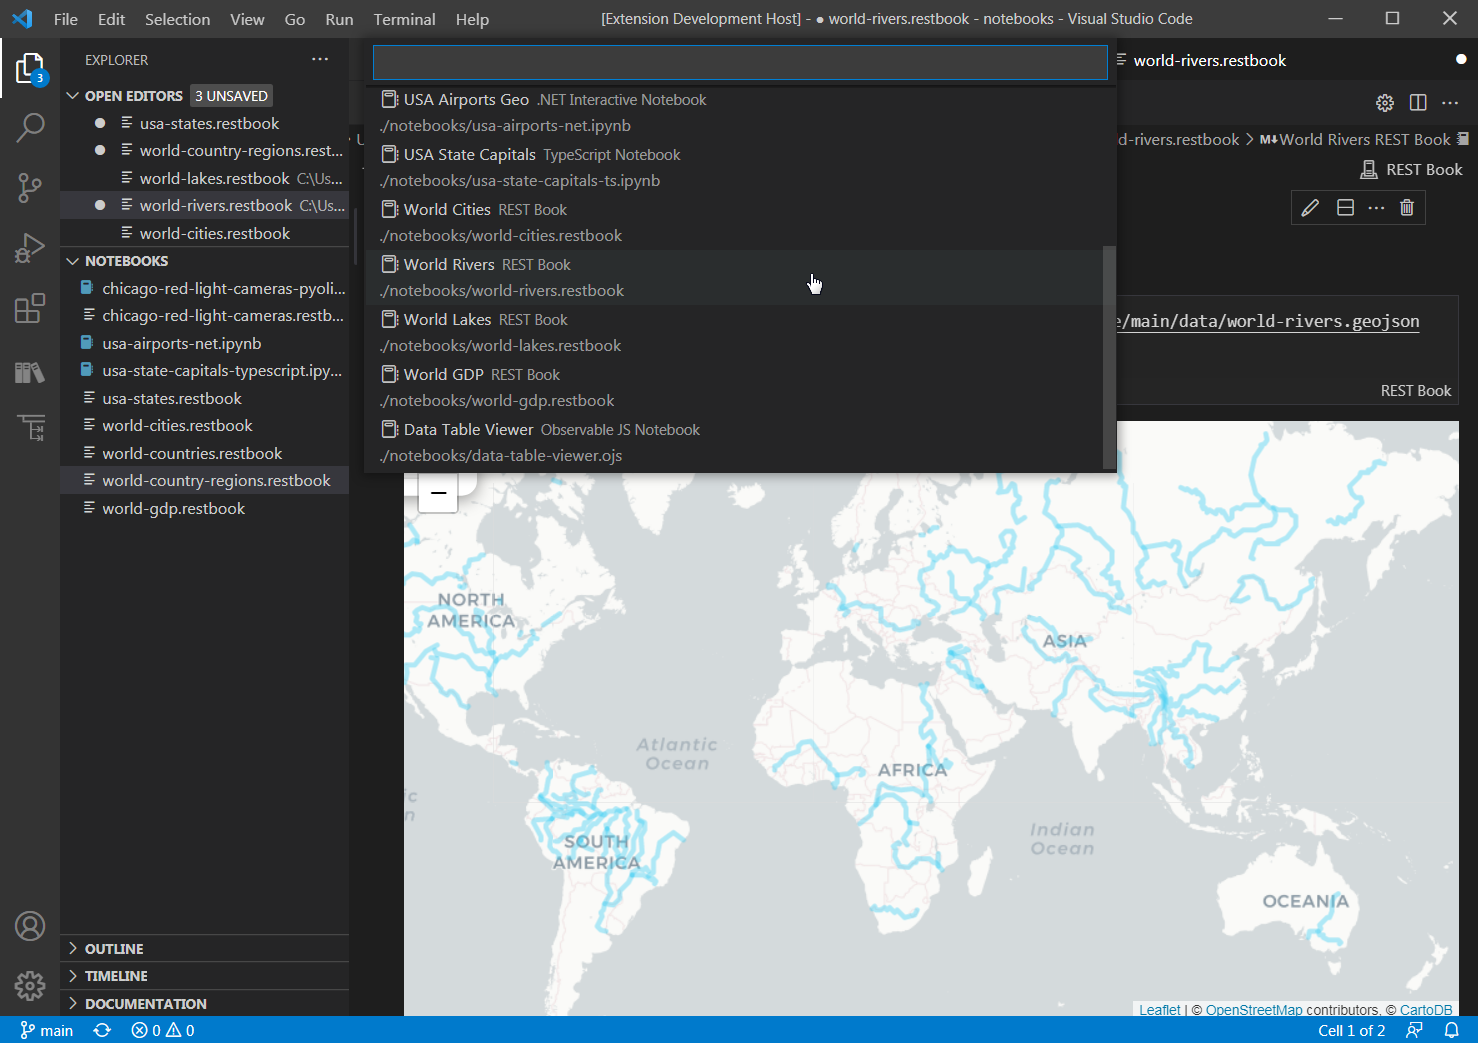 File Edit Selection View Go Run Terminal Help
[Extension Development Host] - ● world-rivers.restbook - notebooks - Visual Studio Code
EXPLORER
OPEN EDITORS 3 UNSAVED
usa-states.restbook
world-country-regions.rest...
world-lakes.restbook C:\Us...
world-rivers.restbook C:\Us...
world-cities.restbook
NOTEBOOKS
chicago-red-light-cameras-pyoli...
chicago-red-light-cameras.restb...
usa-airports-net.ipynb
usa-state-capitals-typescript.ipy...
usa-states.restbook
world-cities.restbook
world-countries.restbook
world-country-regions.restbook
world-gdp.restbook
OUTLINE
TIMELINE
DOCUMENTATION
3
USA Airports Geo .NET Interactive Notebook
./notebooks/usa-airports-net.ipynb
USA State Capitals TypeScript Notebook
./notebooks/usa-state-capitals-ts.ipynb
World Cities REST Book
./notebooks/world-cities.restbook
World Rivers REST Book
./notebooks/world-rivers.restbook
World Lakes REST Book
./notebooks/world-lakes.restbook
World GDP REST Book
./notebooks/world-gdp.restbook
Data Table Viewer Observable JS Notebook
./notebooks/data-table-viewer.ojs
world-rivers.restbook
d-rivers.restbook > M↓World Rivers REST Book
REST Book
/main/data/world-rivers.geojson
REST Book
NORTH
AMERICA
ASIA
Atlantic
Ocean
AFRICA
SOUTH
AMERICA
Indian
Ocean
OCEANIA
ic
n
Leaflet | © OpenStreetMap contributors, © CartoDB
main 0 0
Cell 1 of 2